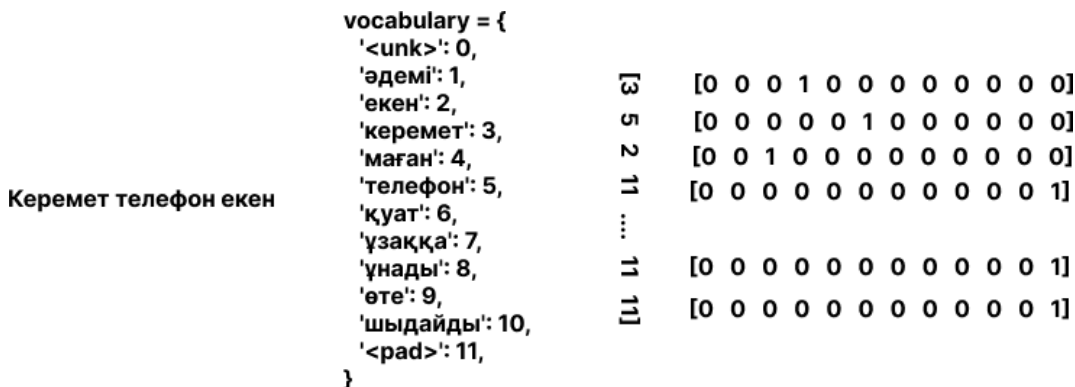 Керемет телефон екен
vocabulary = {
'<unk>': 0,
'әдемі': 1,
'екен': 2,
'керемет': 3,
'маған': 4,
'телефон': 5,
'қуат': 6,
'ұзаққа': 7,
'ұнады': 8,
'өте': 9,
'шыдайды': 10,
'<pad>': 11,
}
[3 5 2 11 .... 11 11]
[0 0 0 1 0 0 0 0 0 0 0 0]
[0 0 0 0 0 1 0 0 0 0 0 0]
[0 0 1 0 0 0 0 0 0 0 0 0]
[0 0 0 0 0 0 0 0 0 0 0 1]
[0 0 0 0 0 0 0 0 0 0 0 1]
[0 0 0 0 0 0 0 0 0 0 0 1]